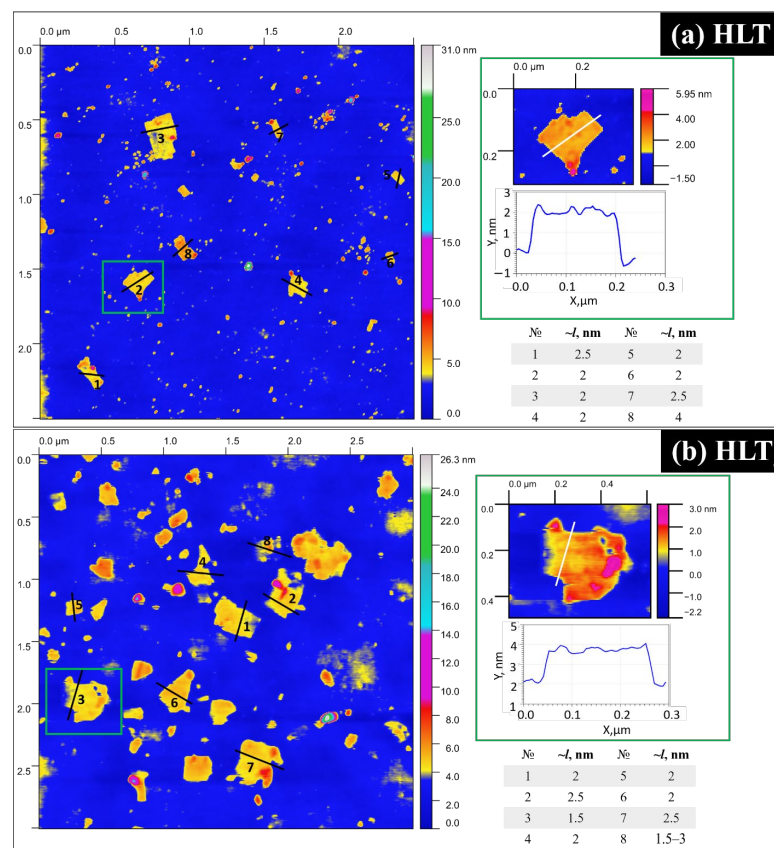 (a) HLT
0.0 µm 0.5 1.0 1.5 2.0
0.0
0.5
1.0
1.5
2.0
1
2
3
4
5
6
7
8
31.0 nm
25.0
20.0
15.0
10.0
5.0
0.0
0.0 µm 0.2
0.0
0.2
5.95 nm
4.00
2.00
−1.50
Y, nm
3
2
1
0
−1
0.0 0.1 0.2 0.3
X,µm
№ ~l, nm № ~l, nm
1 2.5 5 2
2 2 6 2
3 2 7 2.5
4 2 8 4
(b) HLT
0.0 µm 0.5 1.0 1.5 2.0 2.5
0.0
0.5
1.0
1.5
2.0
2.5
1
2
3
4
5
6
7
8
26.3 nm
24.0
22.0
20.0
18.0
16.0
14.0
12.0
10.0
8.0
6.0
4.0
2.0
0.0
0.0 µm 0.2 0.4
0.0
0.2
0.4
3.0 nm
2.0
1.0
0.0
−1.0
−2.2
Y, nm
5
4
3
2
1
0.0 0.1 0.2 0.3
X,µm
№ ~l, nm № ~l, nm
1 2 5 2
2 2.5 6 2
3 1.5 7 2.5
4 2 8 1.5–3